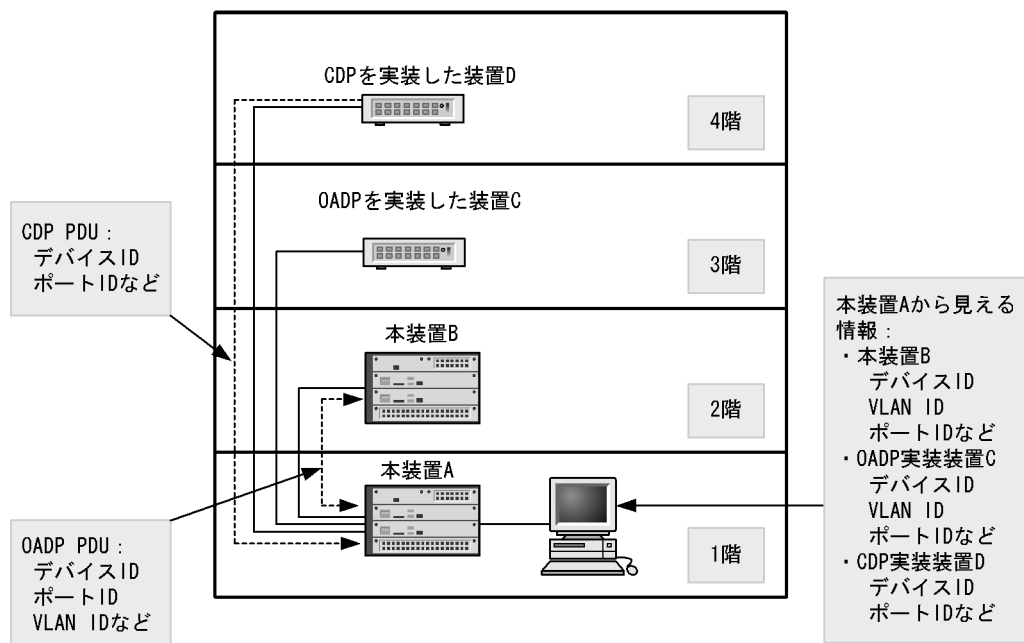 CDPを実装した装置D
4階
OADPを実装した装置C
3階
CDP PDU：
デバイスID
ポートIDなど
本装置B
2階
本装置A
1階
OADP PDU：
デバイスID
ポートID
VLAN IDなど
本装置Aから見える
情報：
・本装置B
デバイスID
VLAN ID
ポートIDなど
・OADP実装装置C
デバイスID
VLAN ID
ポートIDなど
・CDP実装装置D
デバイスID
ポートIDなど